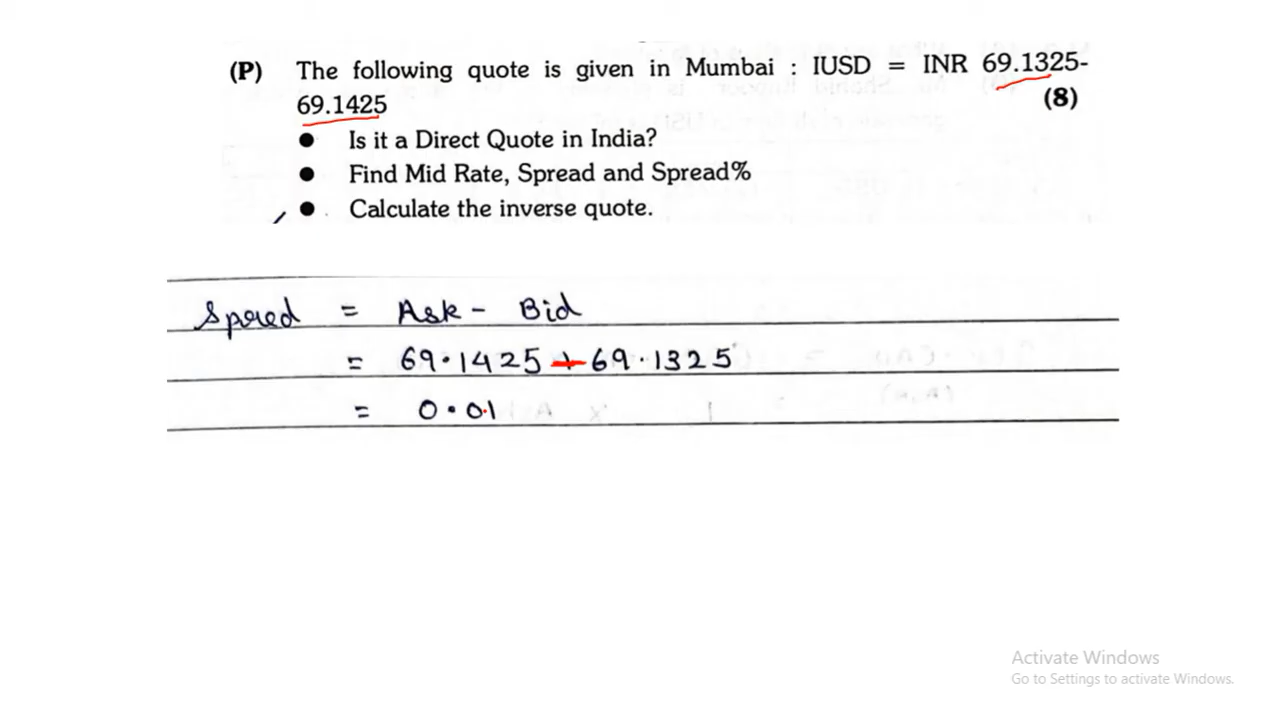 (P) The following quote is given in Mumbai : IUSD = INR 69.1325-
69.1425 (8)
● Is it a Direct Quote in India?
● Find Mid Rate, Spread and Spread%
● Calculate the inverse quote.
Spread = Ask - Bid
= 69.1425 - 69.1325
= 0.01
Activate Windows
Go to Settings to activate Windows.